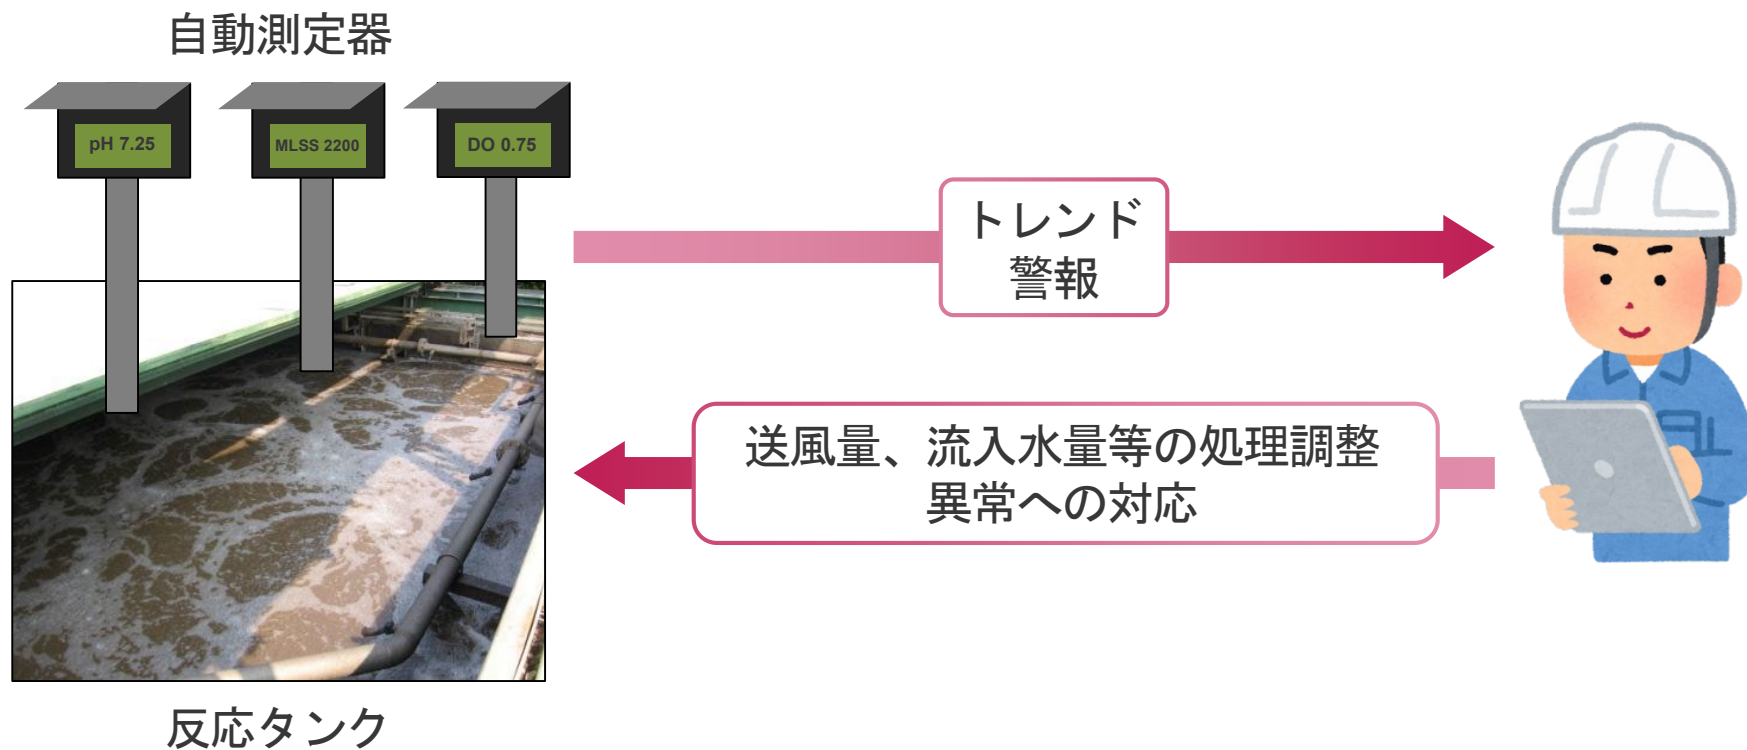 自動測定器
pH 7.25
MLSS 2200
DO 0.75
トレンド
警報
送風量、流入水量等の処理調整
異常への対応
反応タンク